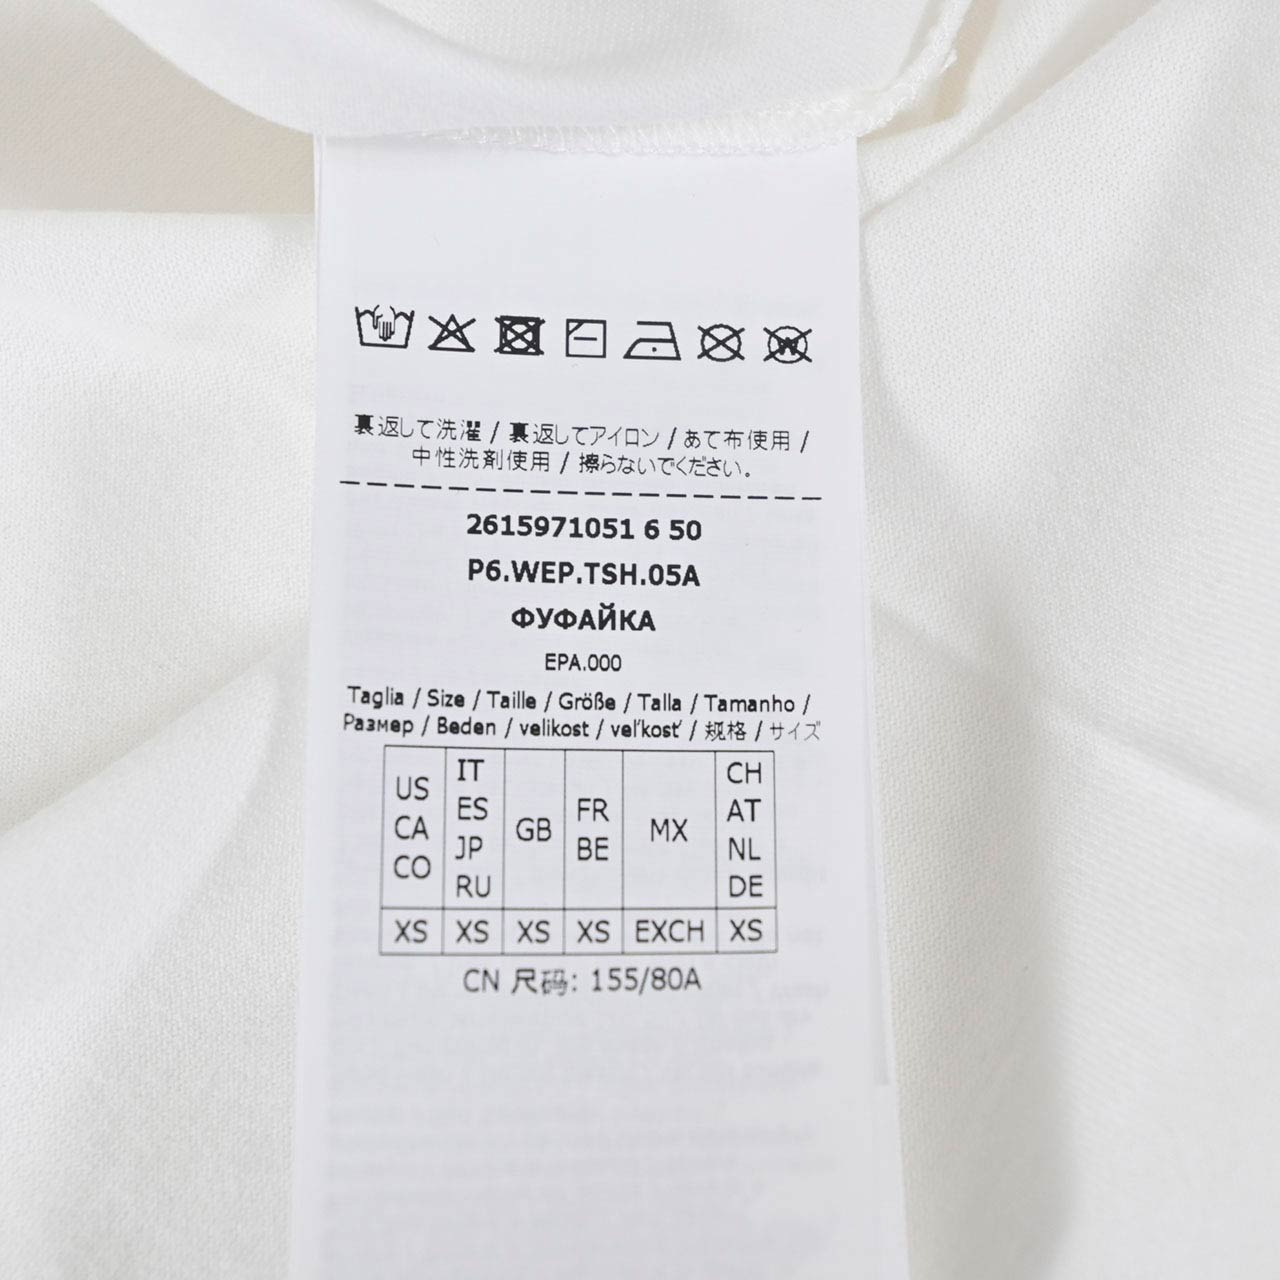 裏返して洗濯 / 裏返してアイロン / あて布使用 /
中性洗剤使用 / 擦らないでください。
2615971051 6 50
P6.WEP.TSH.05A
ФУФАЙКА
EPA.000
Taglia / Size / Taille / Größe / Talla / Tamanho /
Размер / Beden / velikost / veľkosť / 规格 / サイズ
US CA CO IT ES JP RU GB FR BE MX CH AT NL DE
XS XS XS XS EXCH XS
CN 尺码: 155/80A